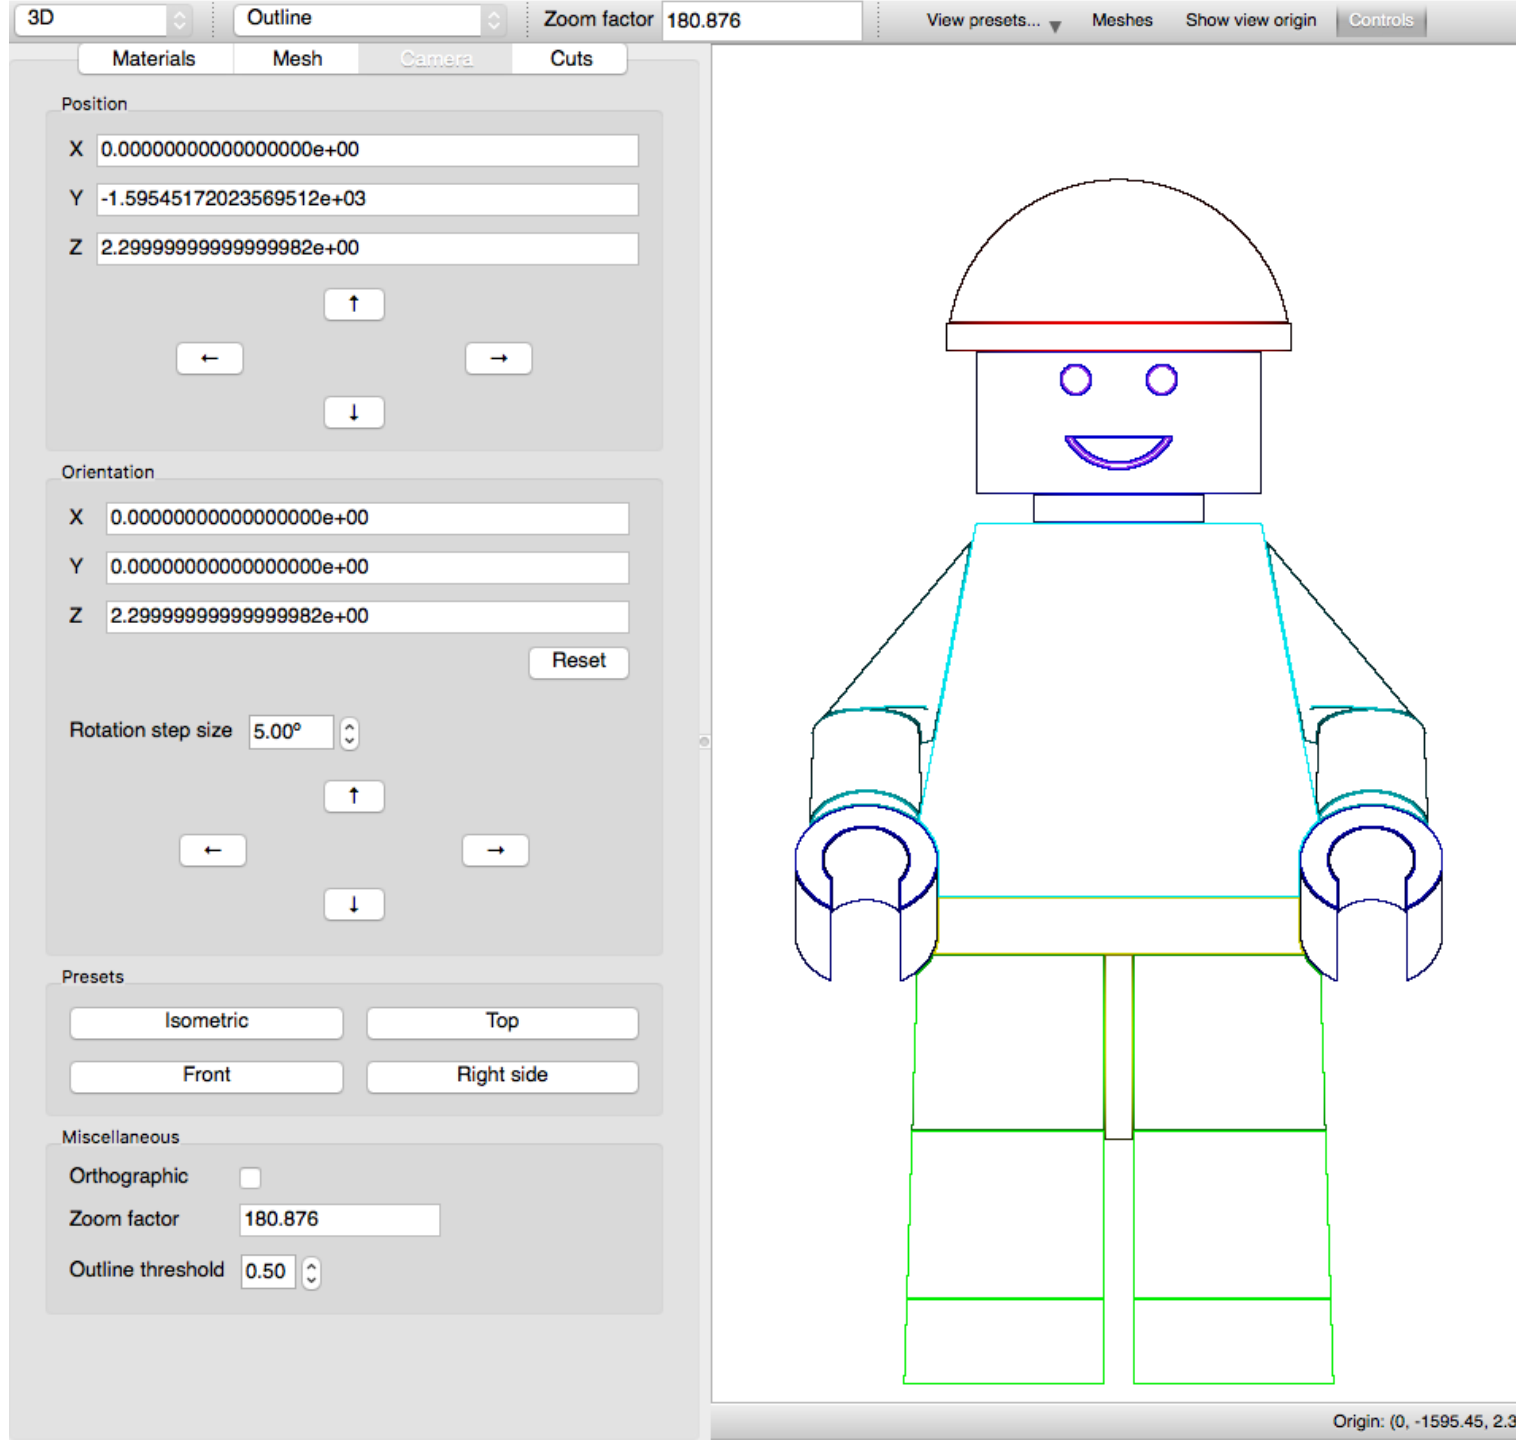 3D Outline Zoom factor 180.876 View presets... Meshes Show view origin Controls
Materials Mesh Camera Cuts
Position
X 0.00000000000000000e+00
Y -1.59545172023569512e+03
Z 2.29999999999999982e+00
↑
← →
↓
Orientation
X 0.00000000000000000e+00
Y 0.00000000000000000e+00
Z 2.29999999999999982e+00
Reset
Rotation step size 5.00º
↑
← →
↓
Presets
Isometric Top
Front Right side
Miscellaneous
Orthographic
Zoom factor 180.876
Outline threshold 0.50
Origin: (0, -1595.45, 2.3